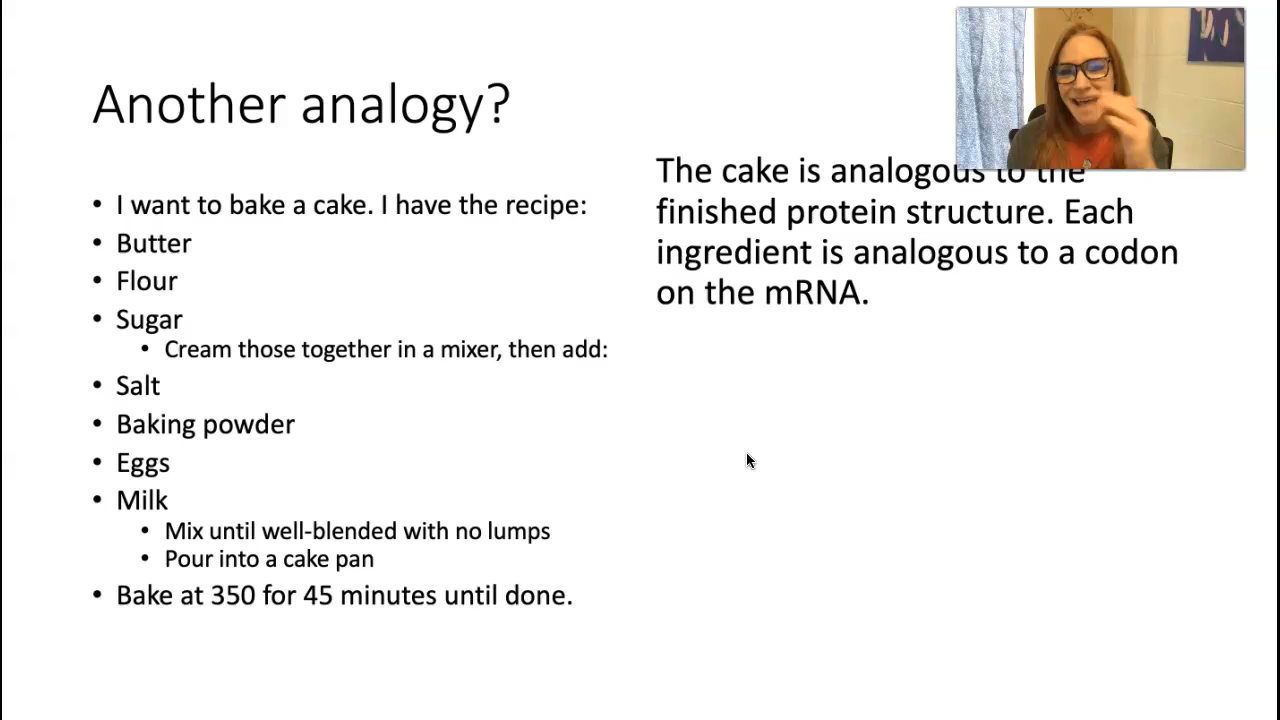 Another analogy?
• I want to bake a cake. I have the recipe:
• Butter
• Flour
• Sugar
• Cream those together in a mixer, then add:
• Salt
• Baking powder
• Eggs
• Milk
• Mix until well-blended with no lumps
• Pour into a cake pan
• Bake at 350 for 45 minutes until done.
The cake is analogous to the
finished protein structure. Each
ingredient is analogous to a codon
on the mRNA.